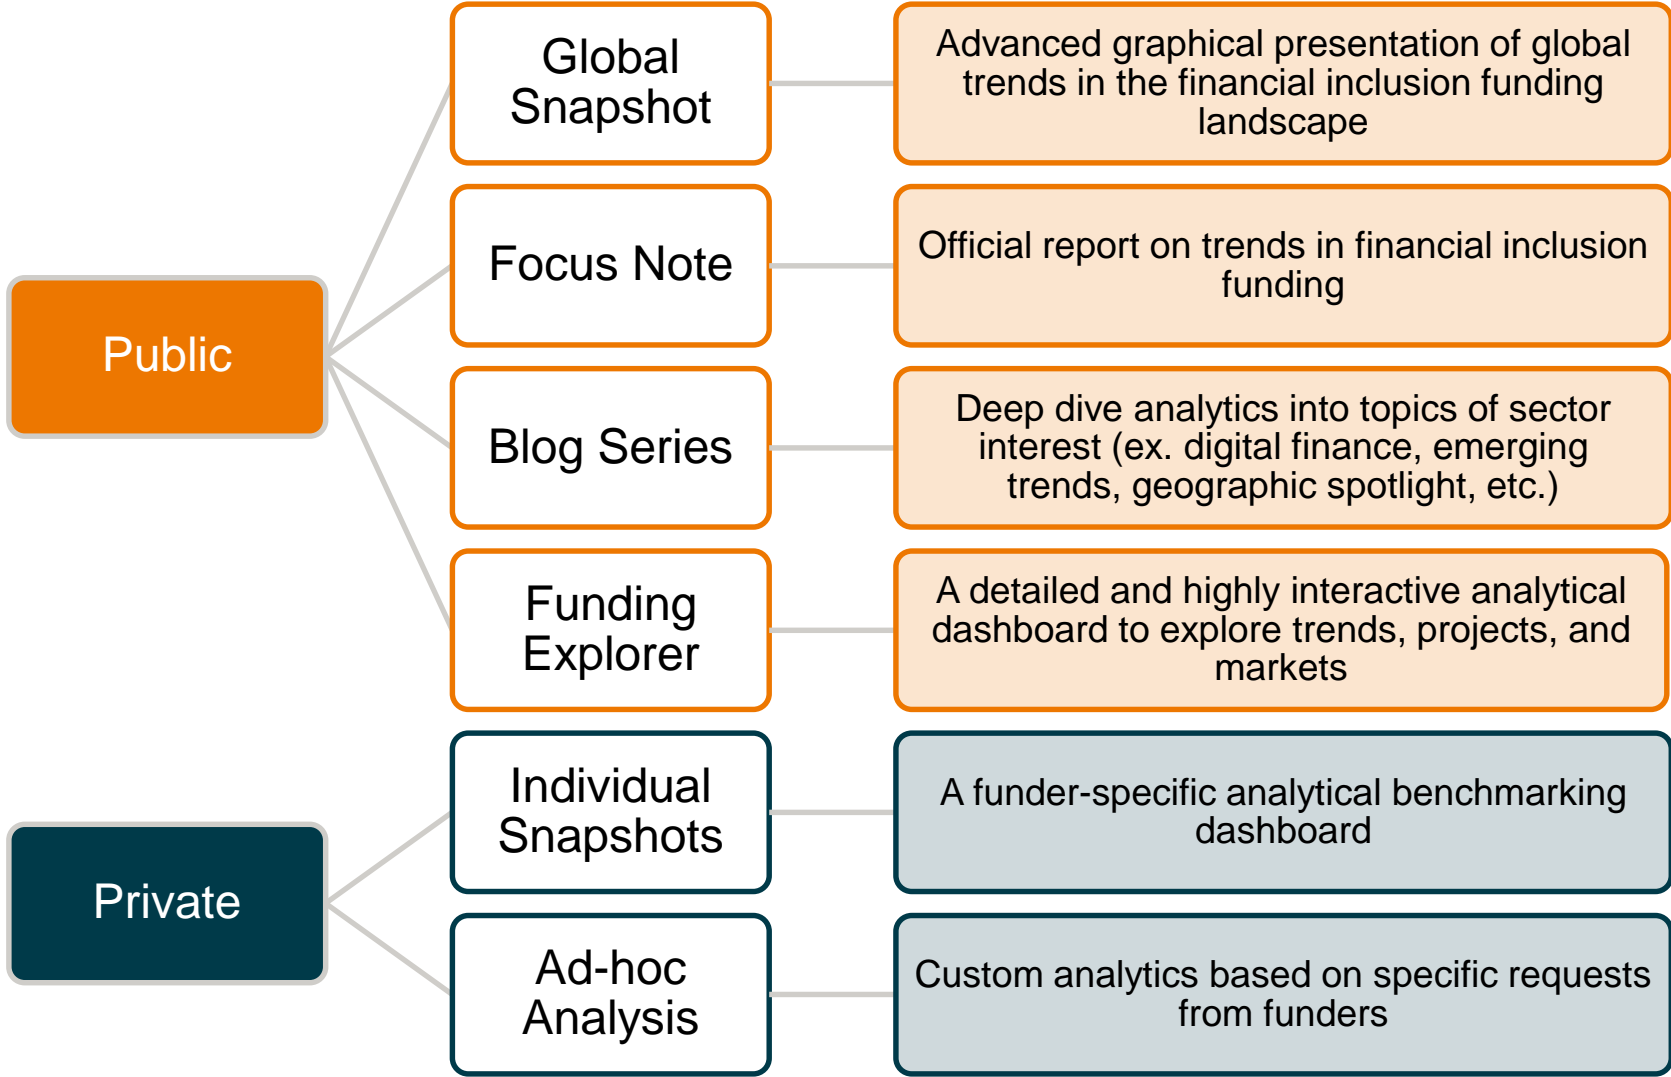 Public
Global
Snapshot
Advanced graphical presentation of global
trends in the financial inclusion funding
landscape
Focus Note
Official report on trends in financial inclusion
funding
Blog Series
Deep dive analytics into topics of sector
interest (ex. digital finance, emerging
trends, geographic spotlight, etc.)
Funding
Explorer
A detailed and highly interactive analytical
dashboard to explore trends, projects, and
markets
Private
Individual
Snapshots
A funder-specific analytical benchmarking
dashboard
Ad-hoc
Analysis
Custom analytics based on specific requests
from funders